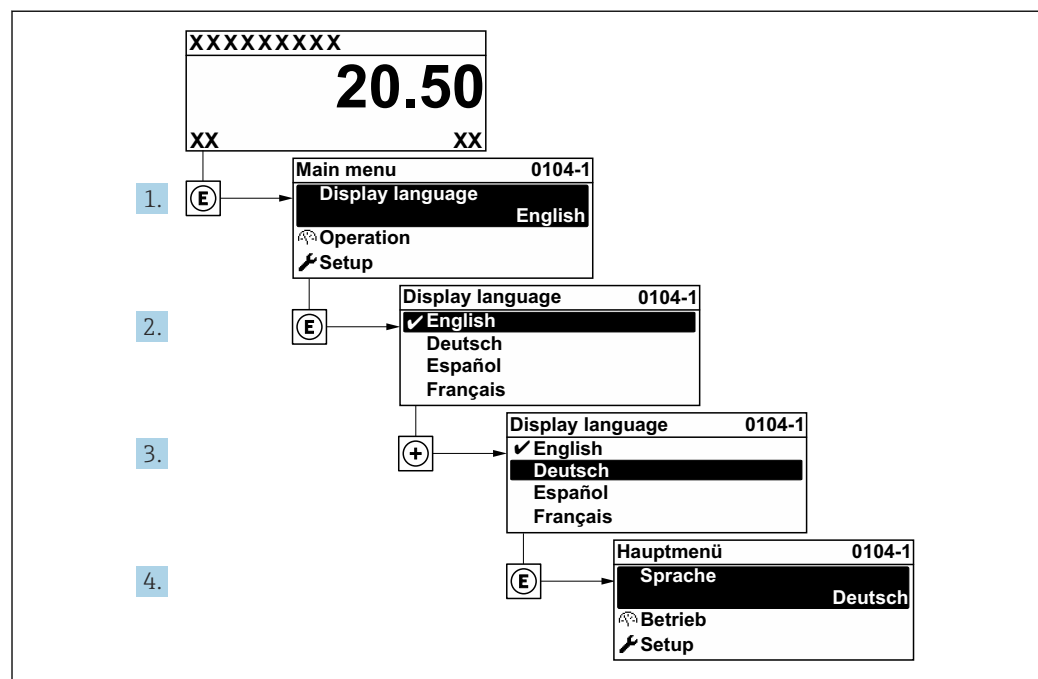 XXXXXXXXX
20.50
XX XX
1. E
Main menu 0104-1
Display language
English
Operation
Setup
2. E
Display language 0104-1
✔ English
Deutsch
Español
Français
3. +
Display language 0104-1
✔ English
Deutsch
Español
Français
4. E
Hauptmenü 0104-1
Sprache
Deutsch
Betrieb
Setup